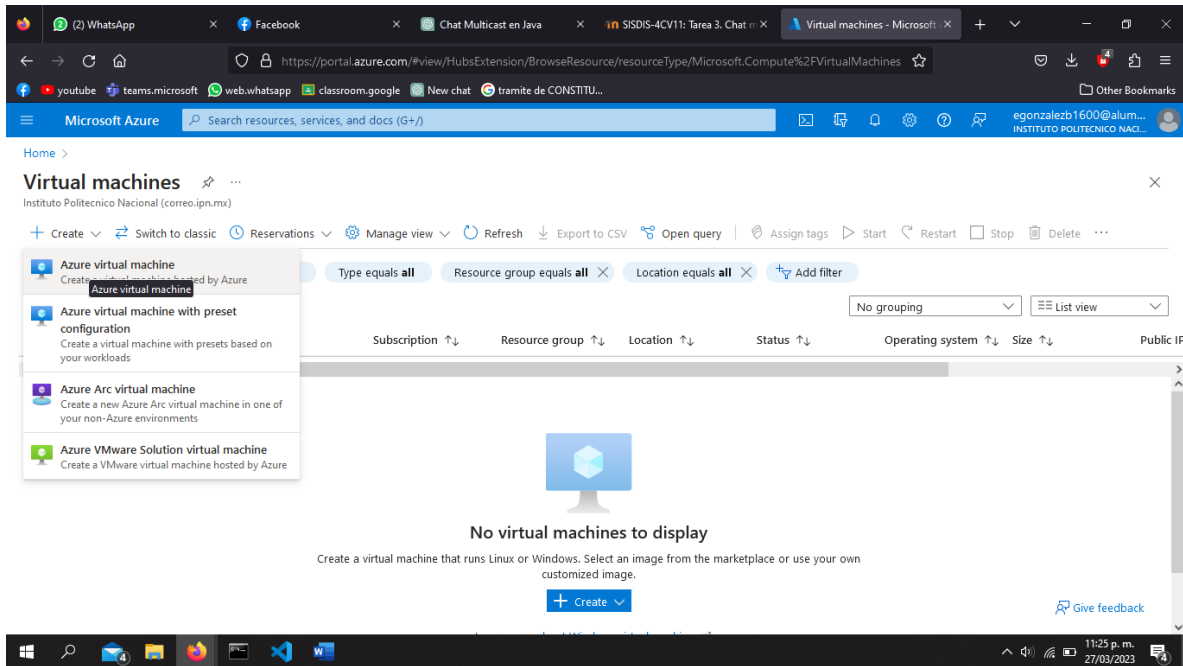 (2) WhatsApp
Facebook
Chat Multicast en Java
SISDIS-4CV11: Tarea 3. Chat m
Virtual machines - Microsoft
https://portal.azure.com/#view/HubsExtension/BrowseResource/resourceType/Microsoft.Compute%2FVirtualMachines
4
youtube
teams.microsoft
web.whatsapp
classroom.google
New chat
tramite de CONSTITU...
Other Bookmarks
Microsoft Azure
Search resources, services, and docs (G+/)
egonzalezb1600@alum...
INSTITUTO POLITECNICO NACI...
Home >
Virtual machines
Instituto Politecnico Nacional (correo.ipn.mx)
Create
Switch to classic
Reservations
Manage view
Refresh
Export to CSV
Open query
Assign tags
Start
Restart
Stop
Delete
Azure virtual machine
Create a virtual machine hosted by Azure
Azure virtual machine
Azure virtual machine with preset
configuration
Create a virtual machine with presets based on
your workloads
Azure Arc virtual machine
Create a new Azure Arc virtual machine in one of
your non-Azure environments
Azure VMware Solution virtual machine
Create a VMware virtual machine hosted by Azure
Type equals all
Resource group equals all
Location equals all
Add filter
No grouping
List view
Subscription
Resource group
Location
Status
Operating system
Size
Public IP
No virtual machines to display
Create a virtual machine that runs Linux or Windows. Select an image from the marketplace or use your own
customized image.
Create
Give feedback
4
11:25 p. m.
27/03/2023
4